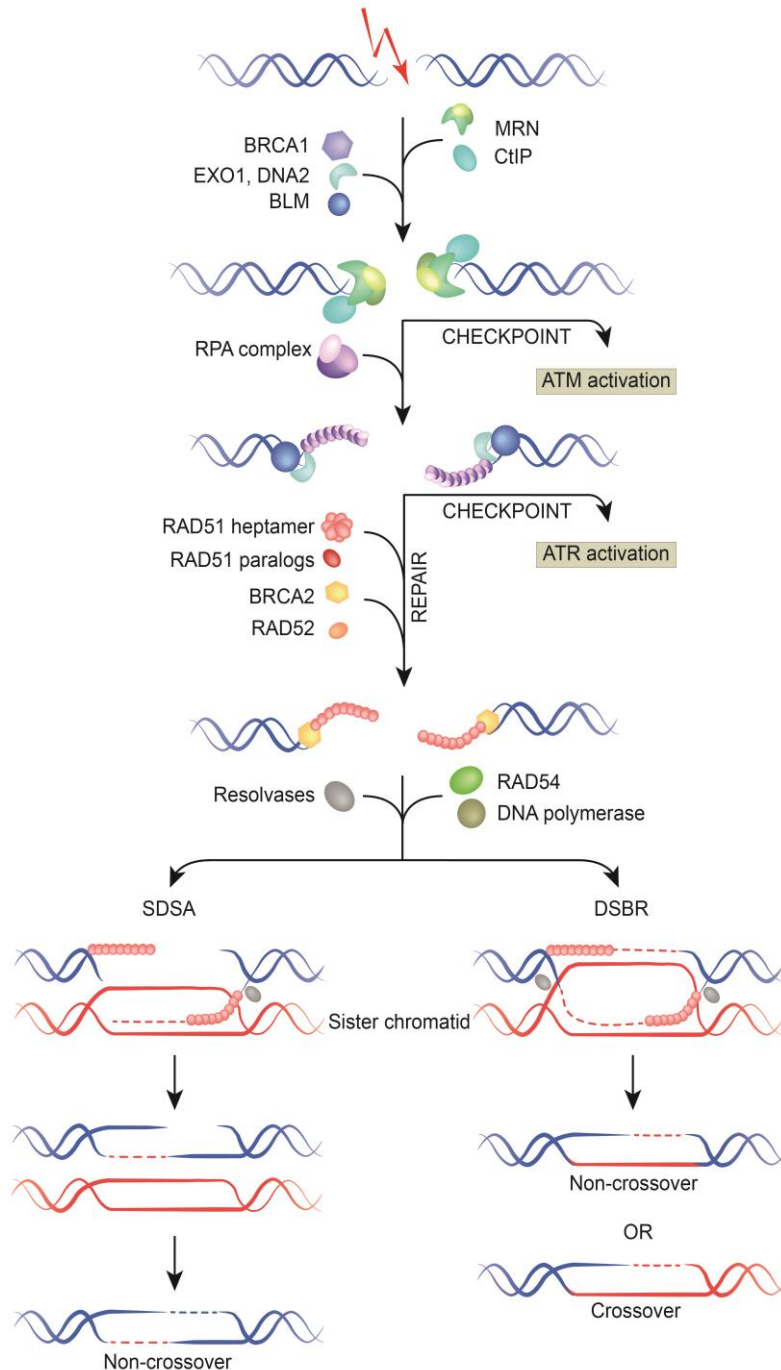 MRN
BRCA1
CtIP
EXO1, DNA2
BLM
CHECKPOINT
RPA complex
ATM activation
CHECKPOINT
RAD51 heptamer
ATR activation
RAD51 paralogs
BRCA2
REPAIR
RAD52
Resolvases
RAD54
DNA polymerase
SDSA
DSBR
Sister chromatid
Non-crossover
OR
Crossover
Non-crossover